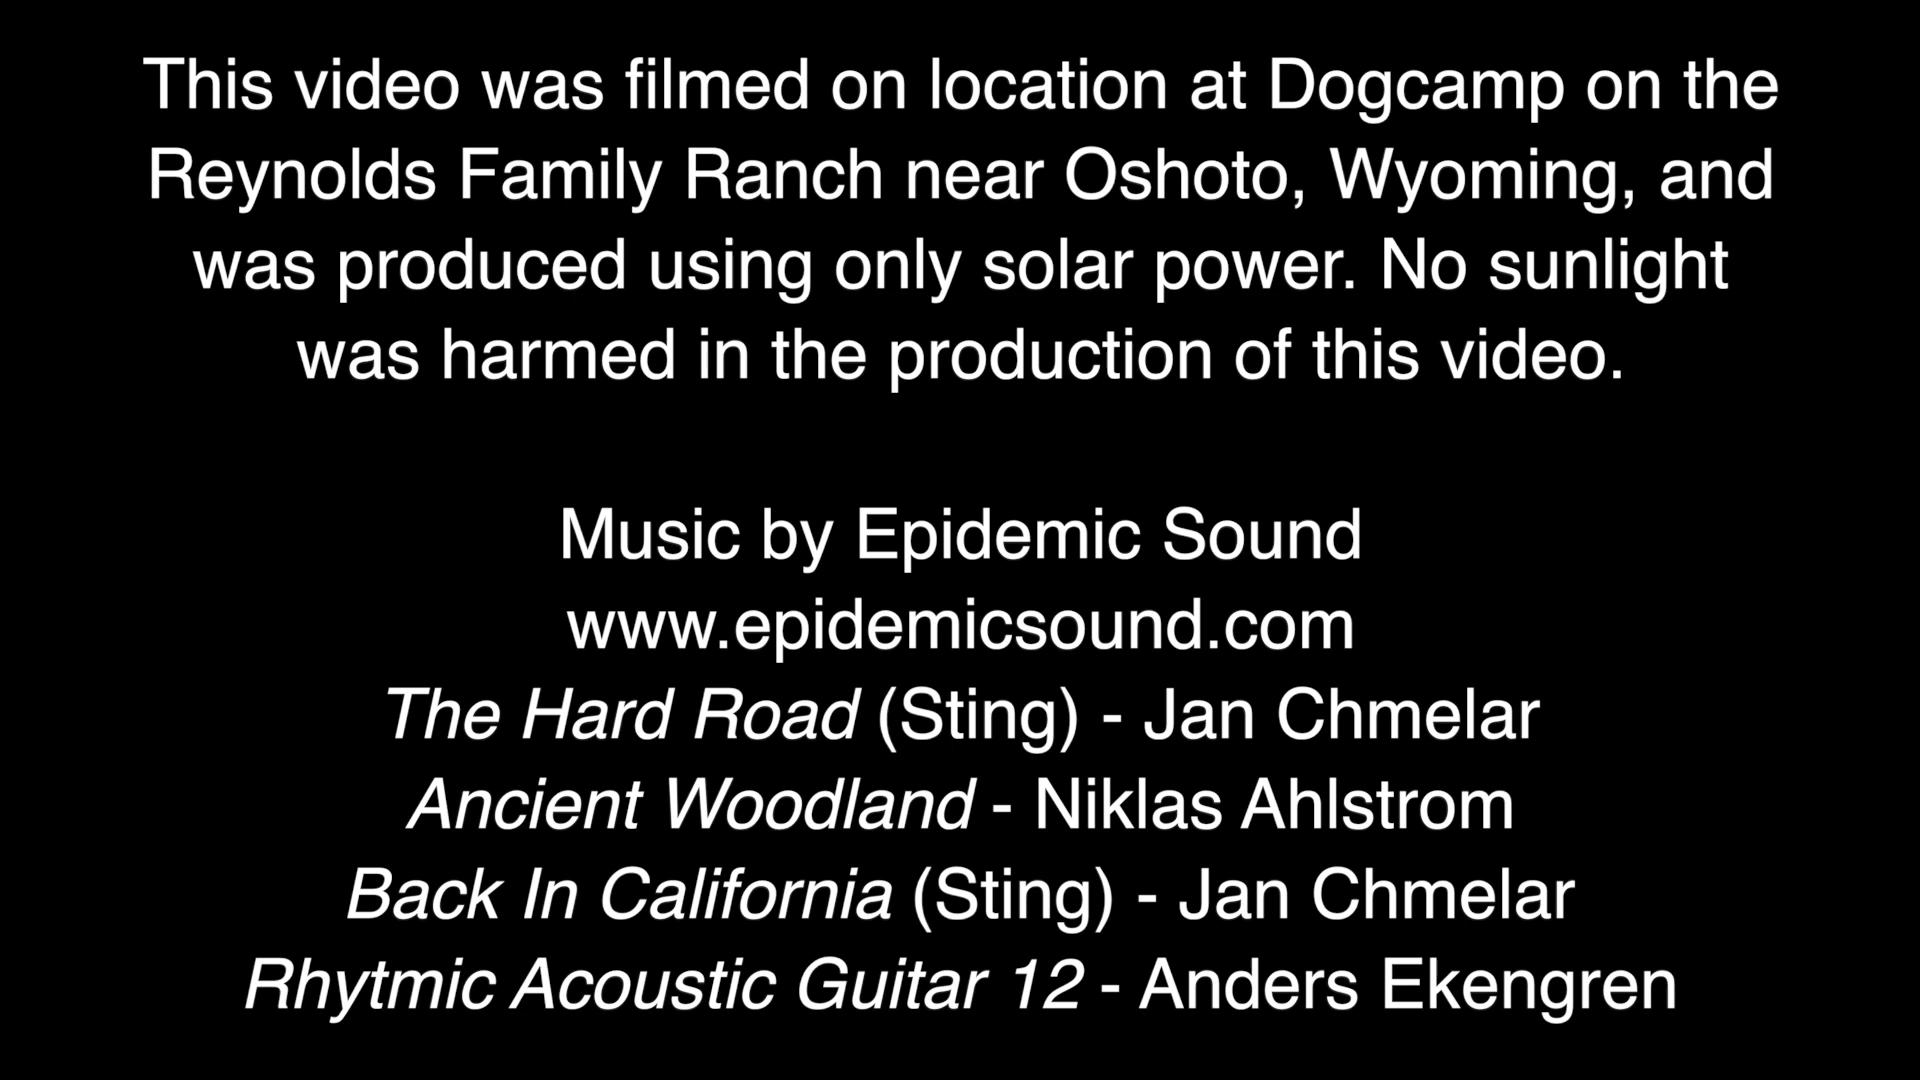 This video was filmed on location at Dogcamp on the
Reynolds Family Ranch near Oshoto, Wyoming, and
was produced using only solar power. No sunlight
was harmed in the production of this video.
Music by Epidemic Sound
www.epidemicsound.com
The Hard Road (Sting) - Jan Chmelar
Ancient Woodland - Niklas Ahlstrom
Back In California (Sting) - Jan Chmelar
Rhytmic Acoustic Guitar 12 - Anders Ekengren